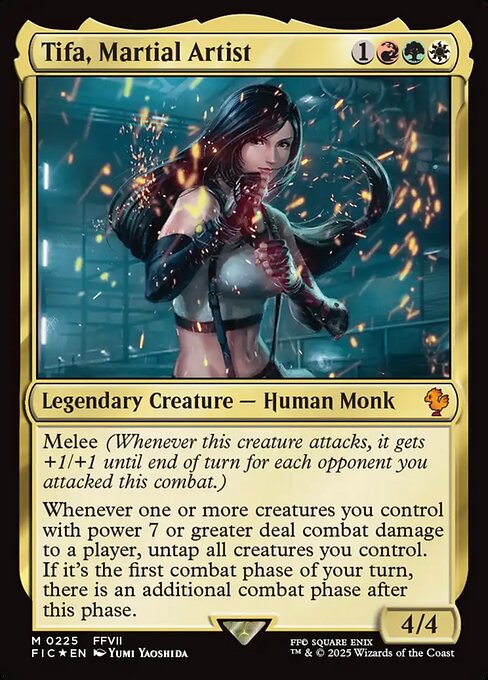 Tifa, Martial Artist 1
Legendary Creature — Human Monk
Melee (Whenever this creature attacks, it gets
+1/+1 until end of turn for each opponent you
attacked this combat.)
Whenever one or more creatures you control
with power 7 or greater deal combat damage
to a player, untap all creatures you control.
If it's the first combat phase of your turn,
there is an additional combat phase after
this phase.
4/4
M 0225 FFVII
FIC★EN Yumi Yaoshida
FF© SQUARE ENIX
™ & © 2025 Wizards of the Coast